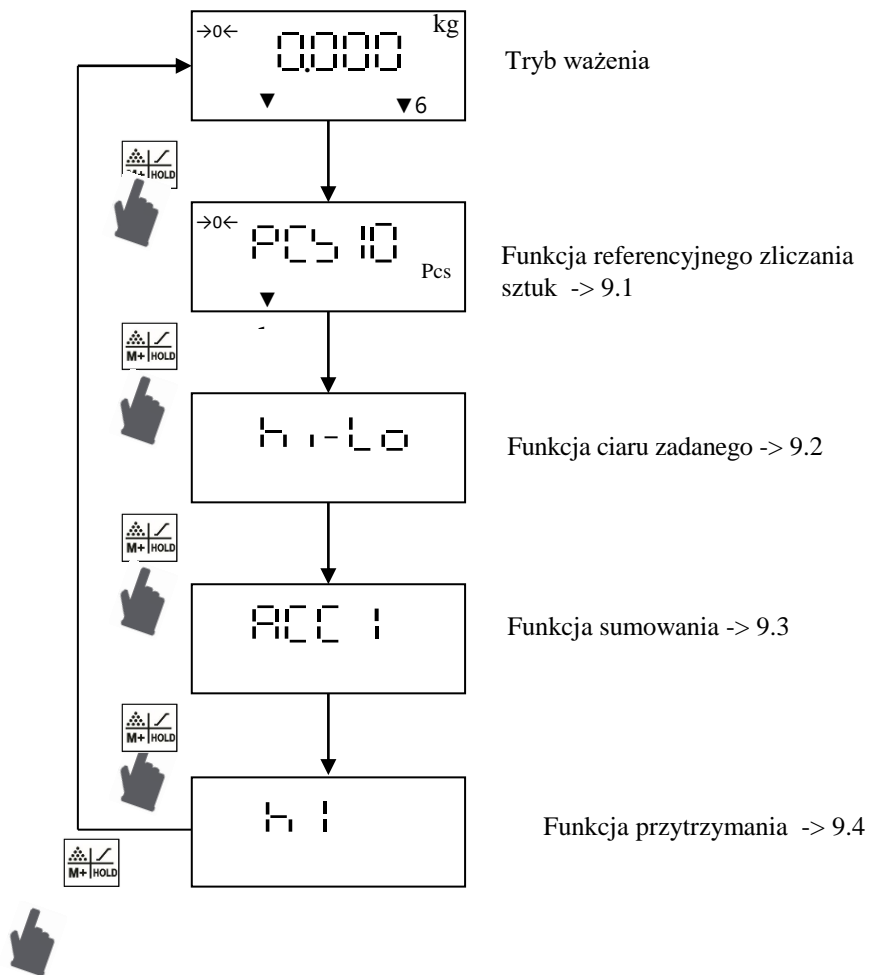 →0← 0.000 kg
▼ ▼6
Tryb ważenia
M+ HOLD
→0← PCS 10
Pcs
▼
Funkcja referencyjnego zliczania
sztuk -> 9.1
M+ HOLD
hi-Lo
Funkcja ciaru zadanego -> 9.2
M+ HOLD
ACC 1
Funkcja sumowania -> 9.3
M+ HOLD
h 1
Funkcja przytrzymania -> 9.4
M+ HOLD